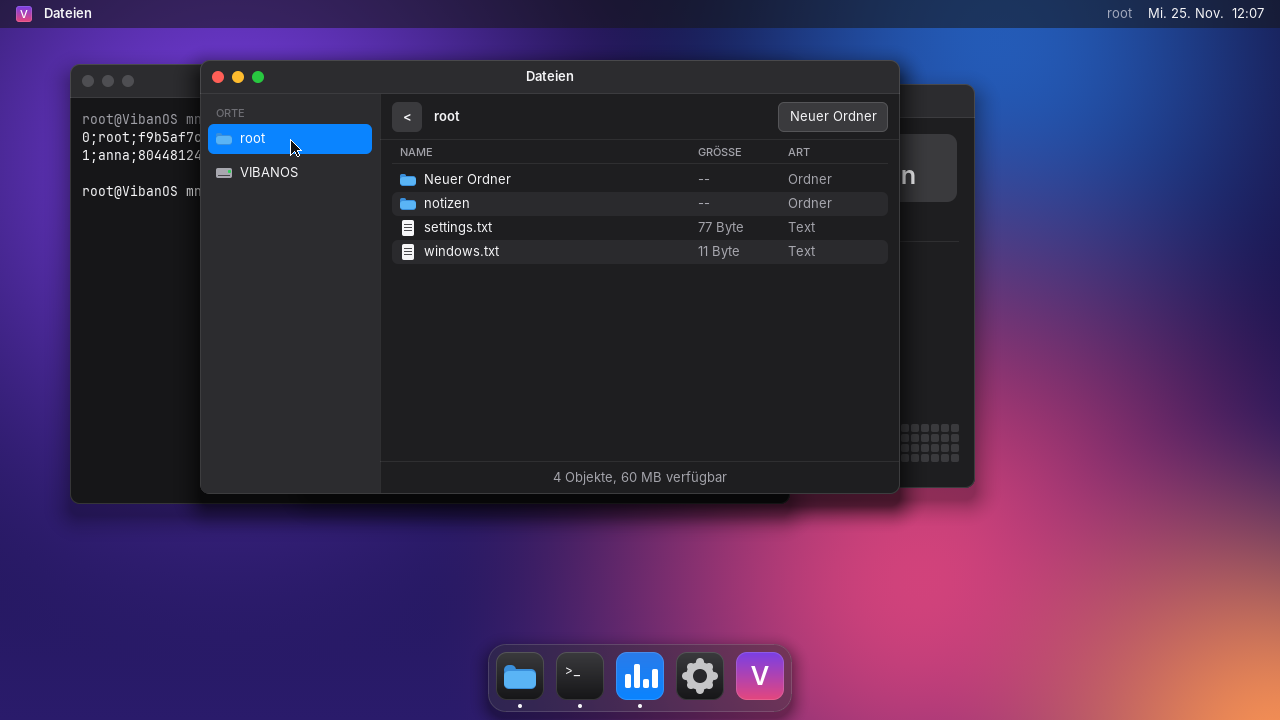 V Dateien
root Mi. 25. Nov. 12:07
Dateien
root@VibanOS
0;root;f9b5af7
1;anna;80448124
root@VibanOS
ORTE
root
VIBANOS
< root
Neuer Ordner
NAME GRÖSSE ART
Neuer Ordner -- Ordner
notizen -- Ordner
settings.txt 77 Byte Text
windows.txt 11 Byte Text
4 Objekte, 60 MB verfügbar
n
>_
V